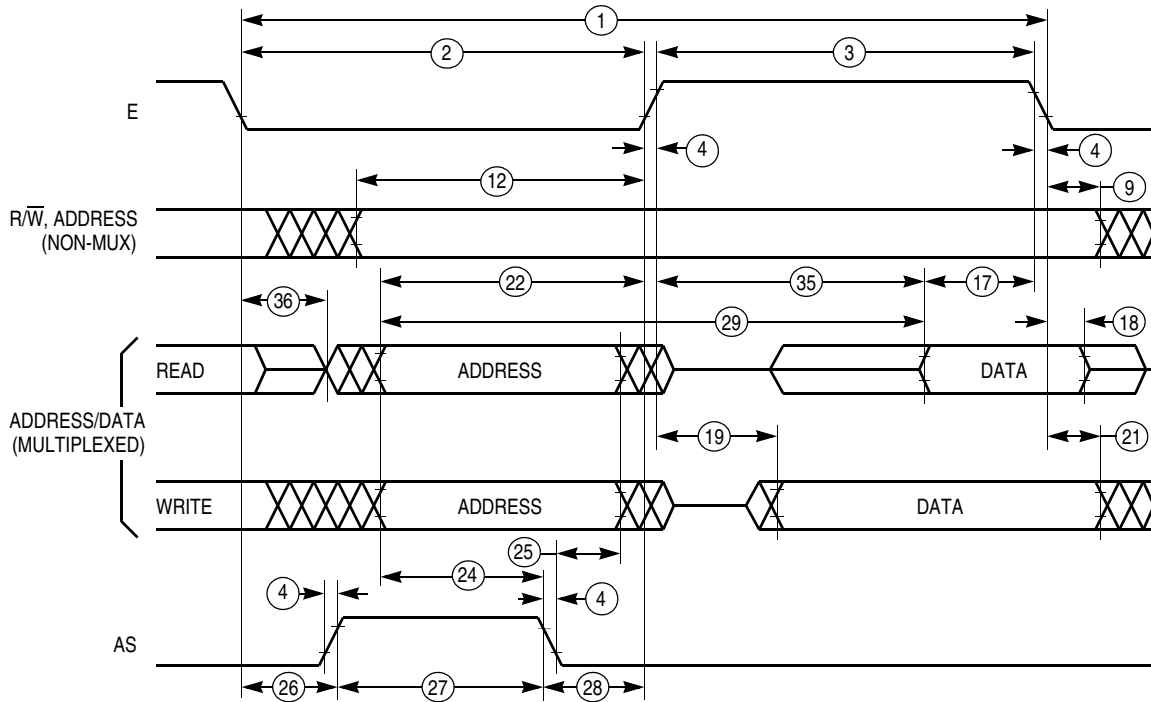 1
2
3
E
4
4
12
9
R/W̅, ADDRESS
(NON-MUX)
22
35
17
36
29
18
READ
ADDRESS
DATA
ADDRESS/DATA
(MULTIPLEXED)
19
21
WRITE
ADDRESS
DATA
25
24
4
4
AS
26
27
28